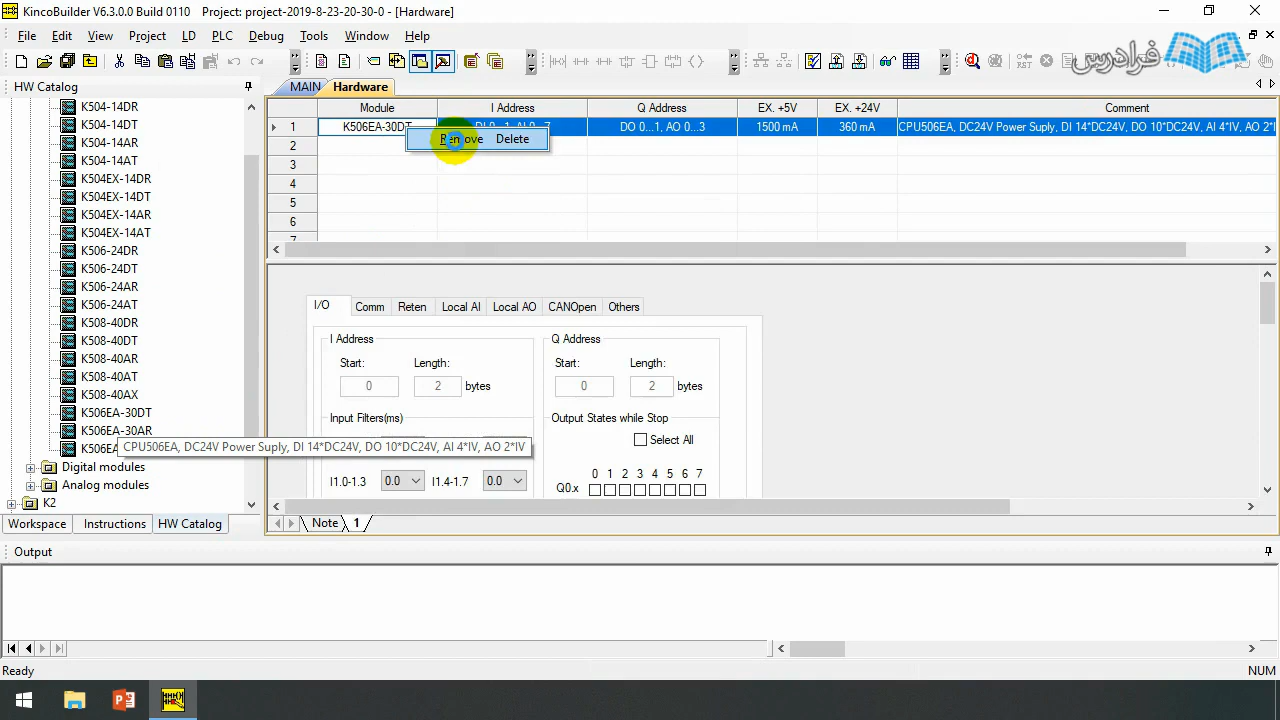 KincoBuilder V6.3.0.0 Build 0110 Project: project-2019-8-23-20-30-0 - [Hardware]
File Edit View Project LD PLC Debug Tools Window Help
فرادرس
HW Catalog
MAIN Hardware
K504-14DR
K504-14DT
K504-14AR
K504-14AT
K504EX-14DR
K504EX-14DT
K504EX-14AR
K504EX-14AT
K506-24DR
K506-24DT
K506-24AR
K506-24AT
K508-40DR
K508-40DT
K508-40AR
K508-40AT
K508-40AX
K506EA-30DT
K506EA-30AR
K506EA
CPU506EA, DC24V Power Suply, DI 14*DC24V, DO 10*DC24V, AI 4*IV, AO 2*IV
Digital modules
Analog modules
K2
Workspace Instructions HW Catalog
Module I Address Q Address EX. +5V EX. +24V Comment
1 K506EA-30DT DI 0...1, AI 0...7 DO 0...1, AO 0...3 1500 mA 360 mA CPU506EA, DC24V Power Suply, DI 14*DC24V, DO 10*DC24V, AI 4*IV, AO 2*I
Remove Delete
2
3
4
5
6
7
I/O Comm Reten Local AI Local AO CANOpen Others
I Address Q Address
Start: Length: Start: Length:
0 2 bytes 0 2 bytes
Input Filters(ms) Output States while Stop
Select All
0 1 2 3 4 5 6 7
I1.0-1.3 0.0 I1.4-1.7 0.0 Q0.x
Note 1
Output
Ready NUM